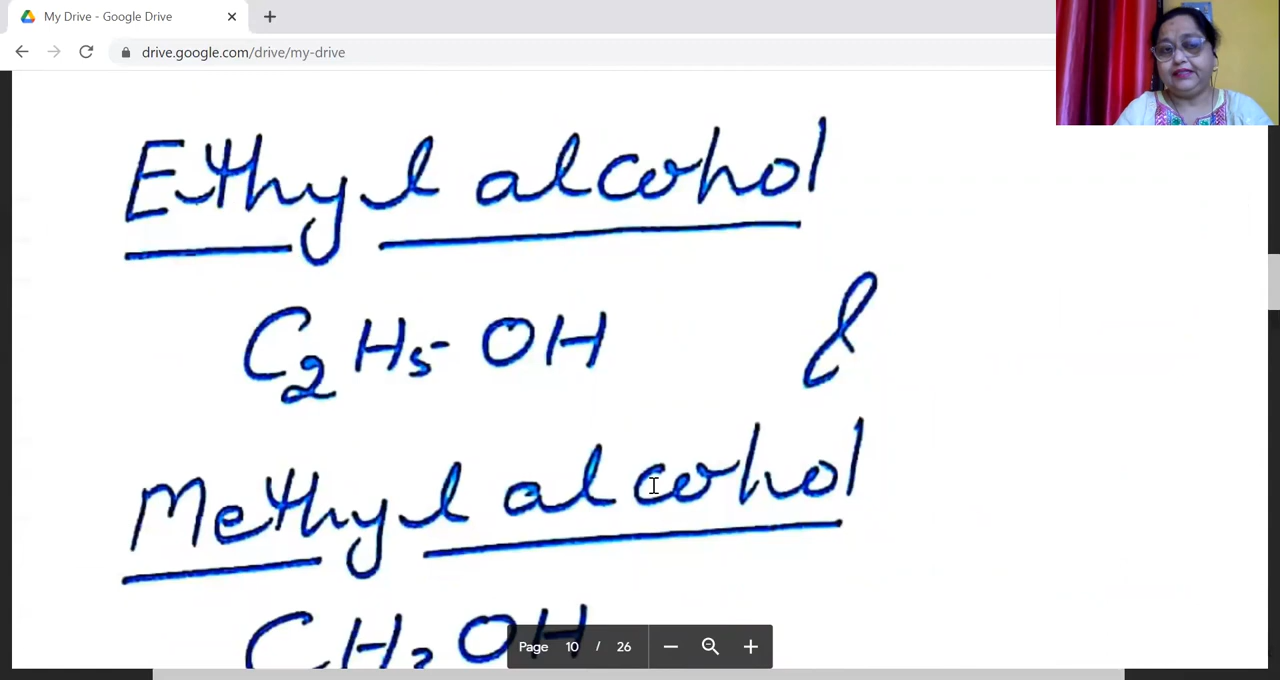 My Drive - Google Drive
drive.google.com/drive/my-drive
Ethyl alcohol
C2H5-OH &
Methyl alcohol
CH3OH
Page 10 / 26